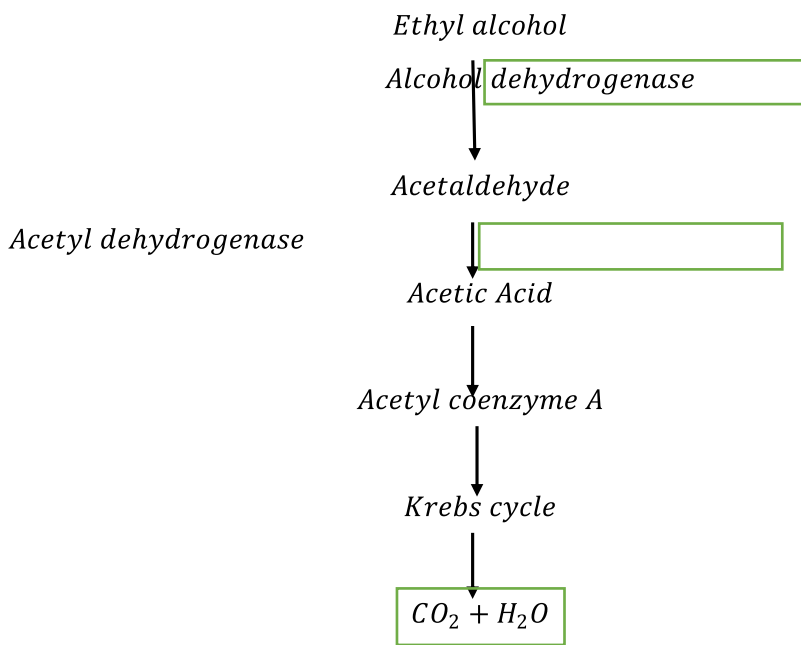 Ethyl alcohol
Alcohol dehydrogenase
Acetaldehyde
Acetyl dehydrogenase
Acetic Acid
Acetyl coenzyme A
Krebs cycle
CO₂ + H₂O